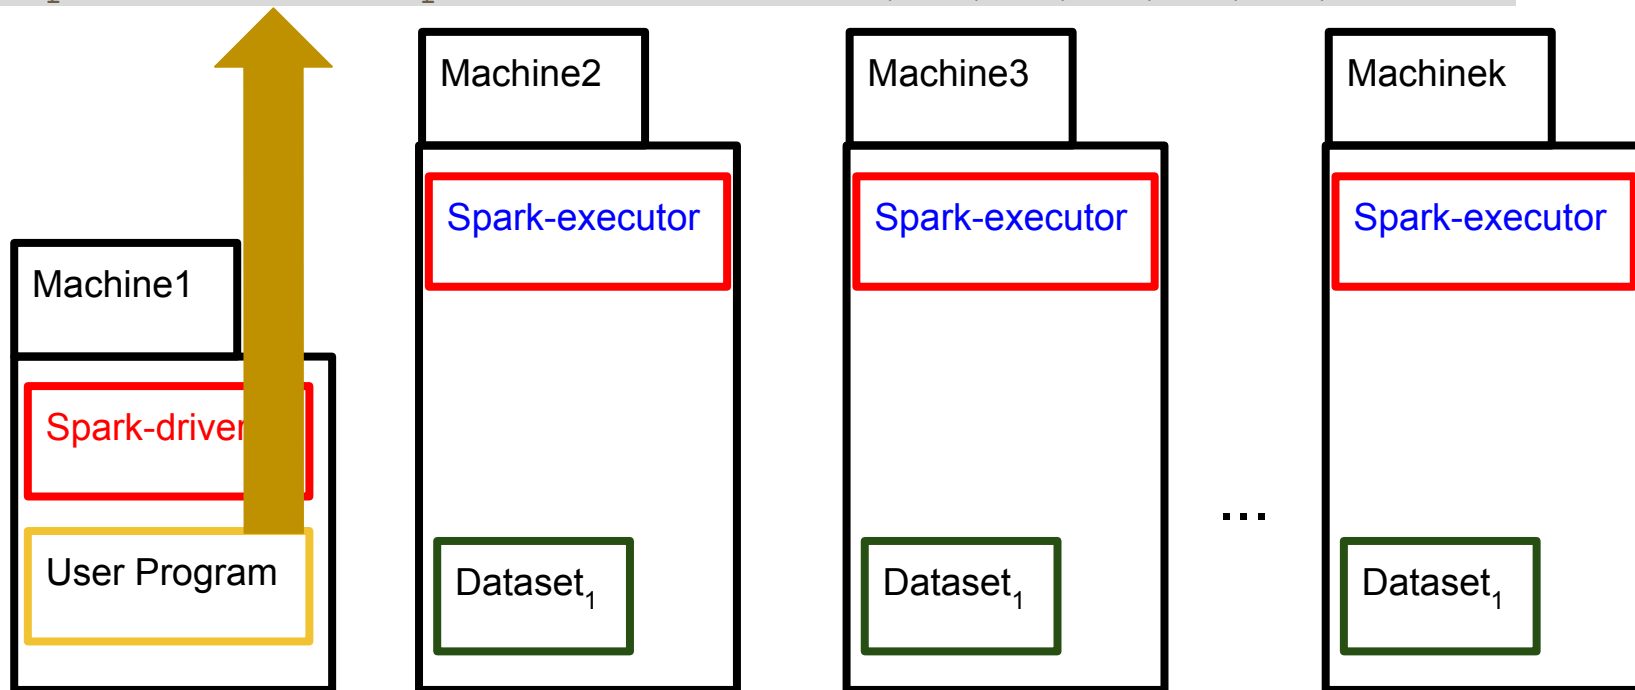 Machine2
Machine3
Machinek
Spark-executor
Spark-executor
Spark-executor
Machine1
Spark-driver
...
User Program
Dataset1
Dataset1
Dataset1